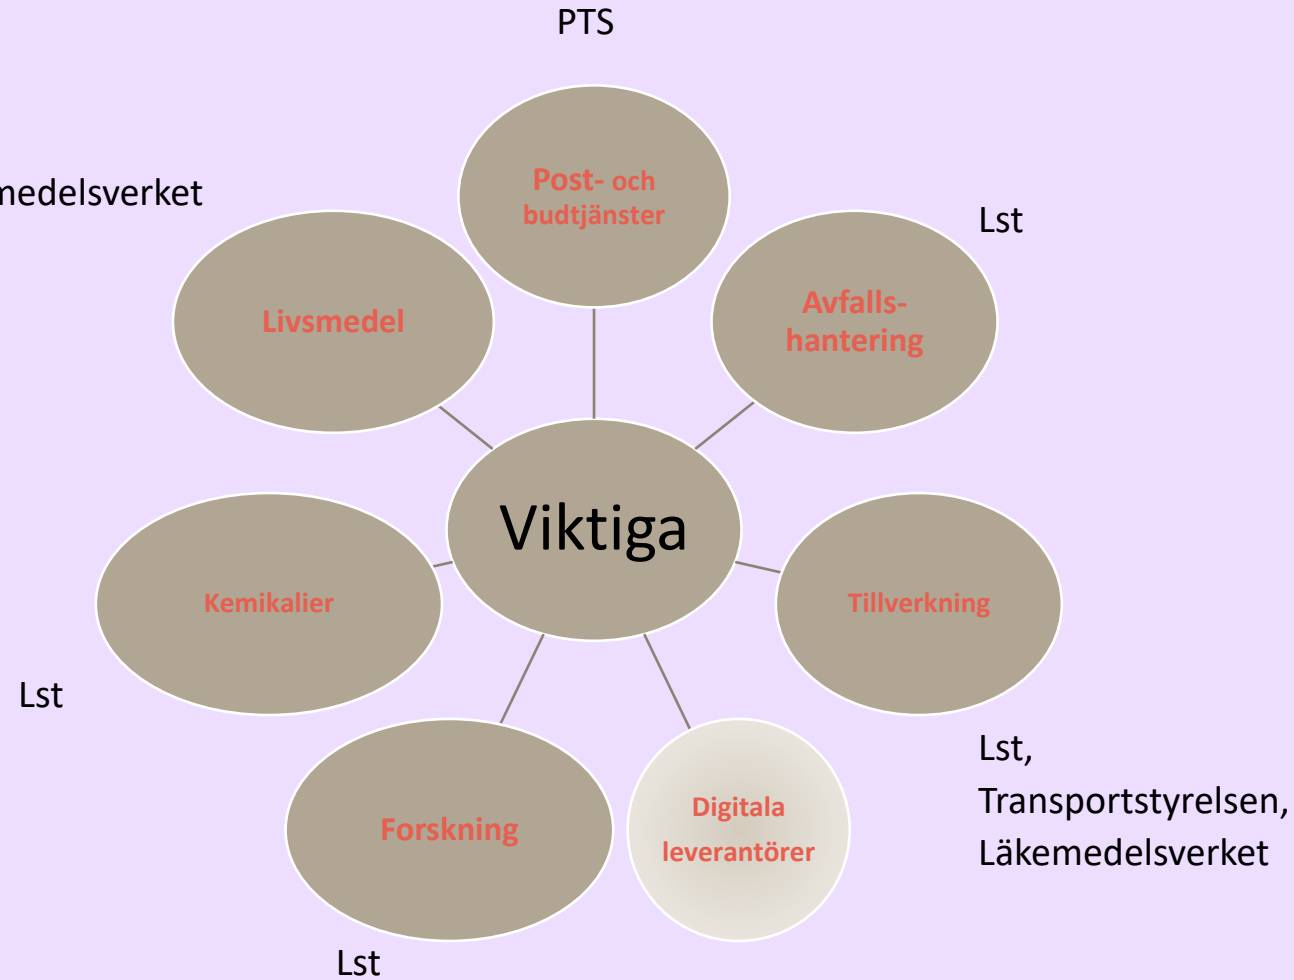 PTS
Post- och
budtjänster
medelsverket
Lst
Livsmedel
Avfalls-
hantering
Viktiga
Kemikalier
Tillverkning
Lst
Lst,
Transportstyrelsen,
Läkemedelsverket
Digitala
leverantörer
Forskning
Lst